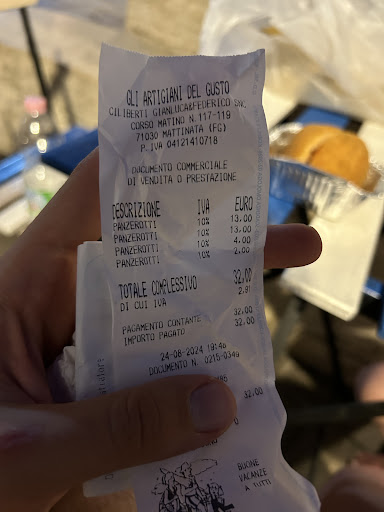 GLI ARTIGIANI DEL GUSTO
CILIBERTI GIANLUCA&FEDERICO SNC
CORSO MATINO N.117-119
71030 MATTINATA (FG)
P.IVA 04121410718
DOCUMENTO COMMERCIALE
DI VENDITA O PRESTAZIONE
DESCRIZIONE IVA EURO
PANZEROTTI 10% 13,00
PANZEROTTI 10% 13,00
PANZEROTTI 10% 4,00
PANZEROTTI 10% 2,00
TOTALE COMPLESSIVO 32,00
DI CUI IVA 2,91
PAGAMENTO CONTANTE 32,00
IMPORTO PAGATO 32,00
24-08-2024 19:46
DOCUMENTO N. 0215-0349
32,00
BUONE
VACANZE
A TUTTI